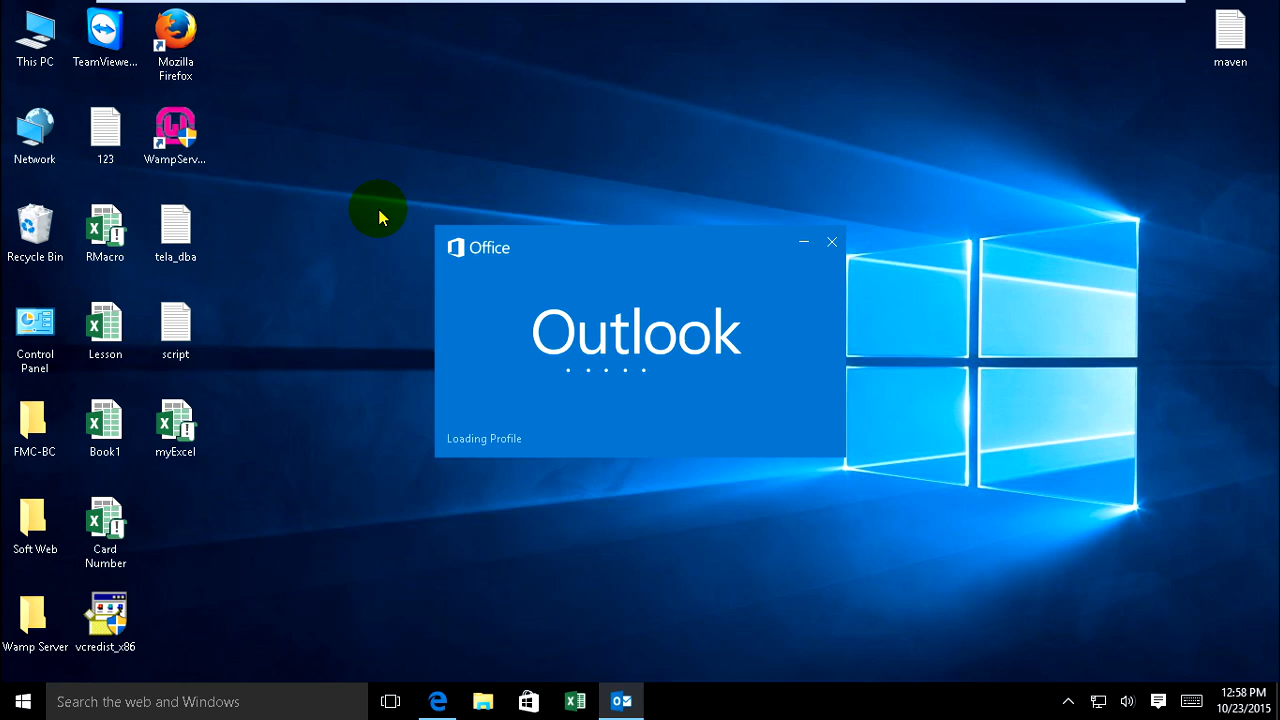 This PC
TeamViewe...
Mozilla
Firefox
maven
Network
123
WampServ...
Recycle Bin
RMacro
tela_dba
Control
Panel
Lesson
script
FMC-BC
Book1
myExcel
Soft Web
Card
Number
Wamp Server
vcredist_x86
Office
Outlook
Loading Profile
Search the web and Windows
12:58 PM
10/23/2015